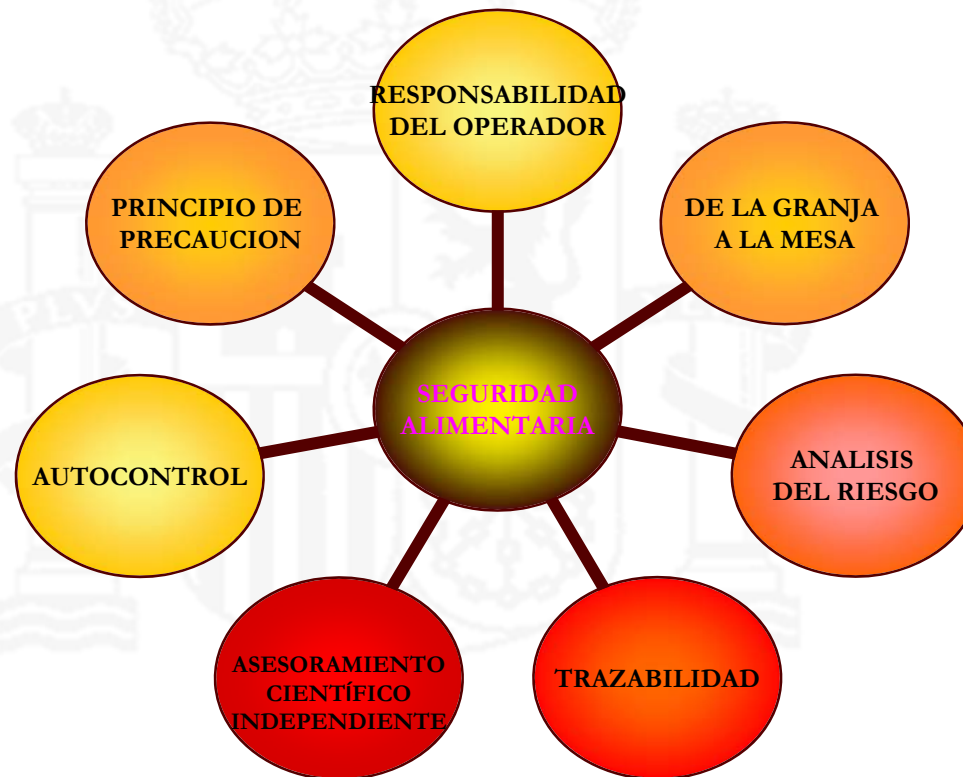 RESPONSABILIDAD
DEL OPERADOR
PRINCIPIO DE
PRECAUCION
DE LA GRANJA
A LA MESA
PLVS
SEGURIDAD
ALIMENTARIA
AUTOCONTROL
ANALISIS
DEL RIESGO
ASESORAMIENTO
CIENTÍFICO
INDEPENDIENTE
TRAZABILIDAD